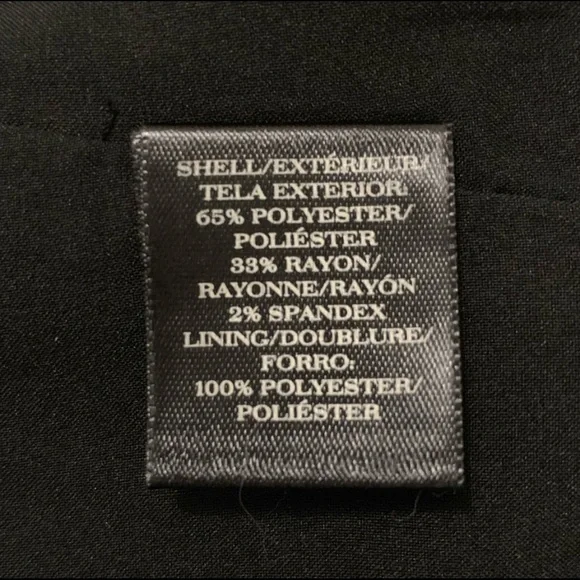 SHELL/EXTÉRIEUR/
TELA EXTERIOR:
65% POLYESTER/
POLIÉSTER
33% RAYON/
RAYONNE/RAYÓN
2% SPANDEX
LINING/DOUBLURE/
FORRO:
100% POLYESTER/
POLIÉSTER